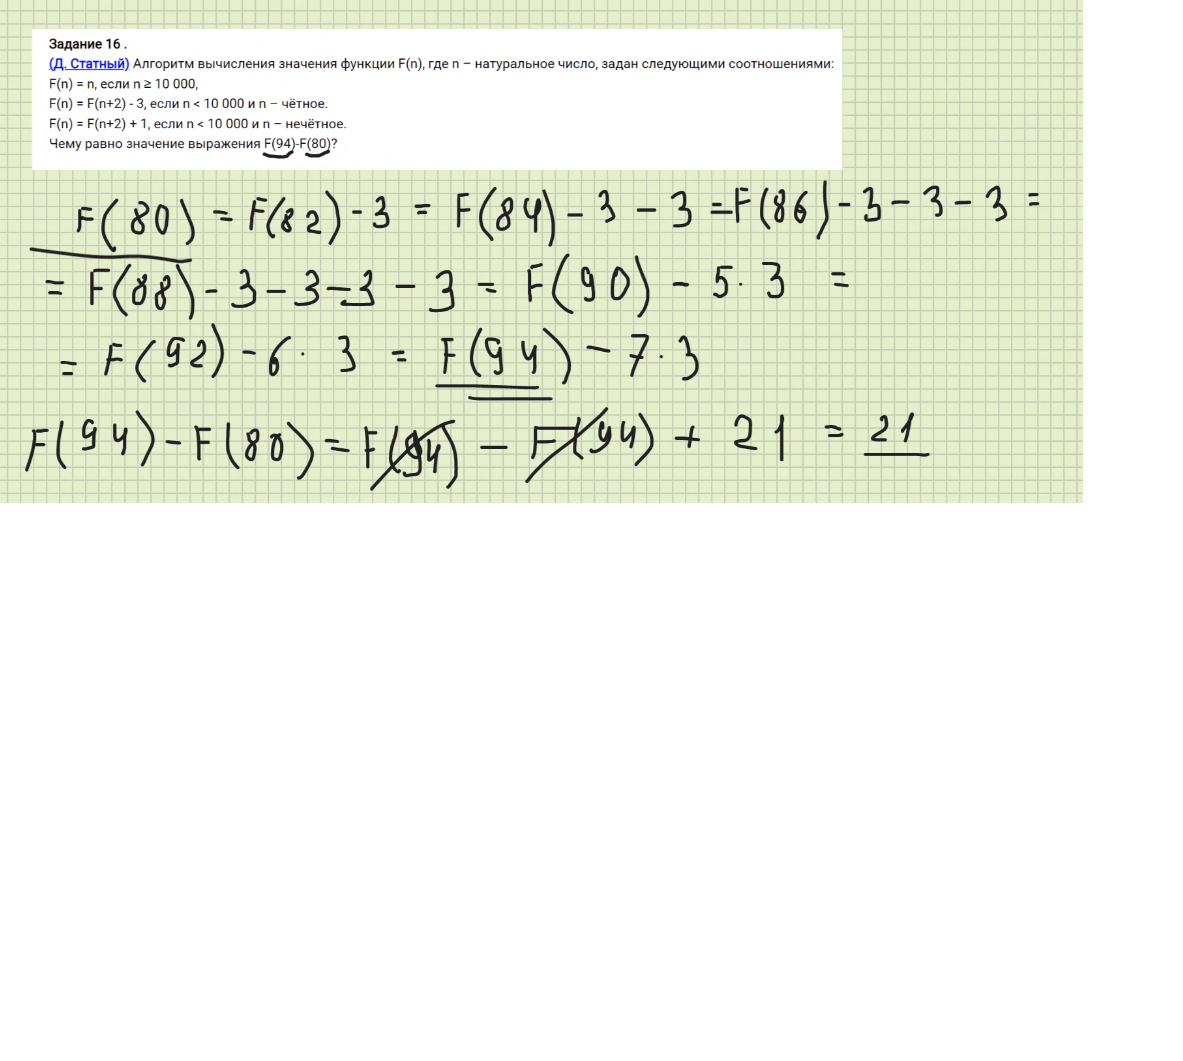 Задание 16 .
(Д. Статный) Алгоритм вычисления значения функции F(n), где n – натуральное число, задан следующими соотношениями:
F(n) = n, если n ≥ 10 000,
F(n) = F(n+2) - 3, если n < 10 000 и n – чётное.
F(n) = F(n+2) + 1, если n < 10 000 и n – нечётное.
Чему равно значение выражения F(94)-F(80)?
F(80) = F(82) - 3 = F(84) - 3 - 3 = F(86) - 3 - 3 - 3 =
= F(88) - 3 - 3 - 3 - 3 = F(90) - 5 · 3 =
= F(92) - 6 · 3 = F(94) - 7 · 3
F(94) - F(80) = F(94) - F(94) + 21 = 21